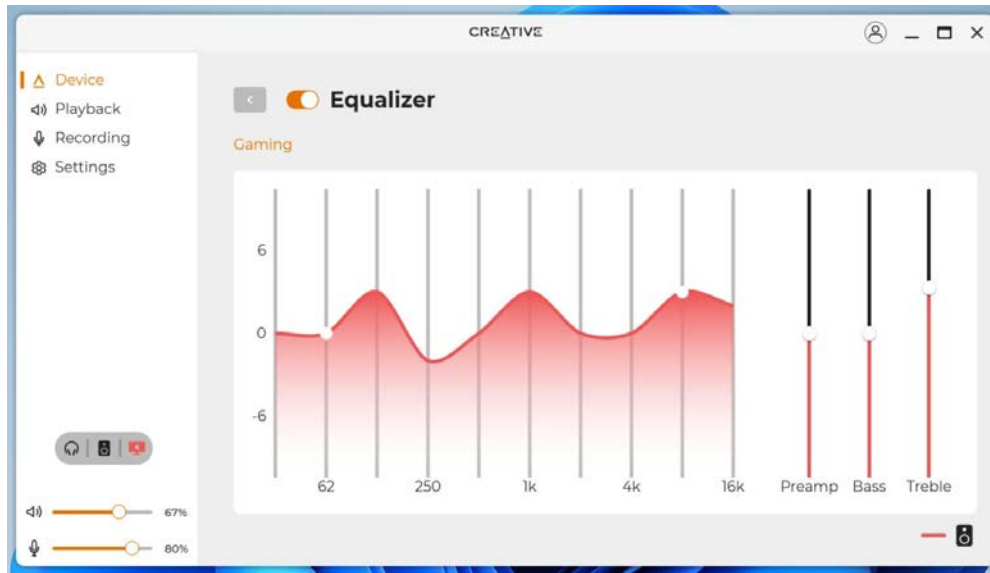 CREATIVE
Device
Playback
Recording
Settings
Equalizer
Gaming
6
0
-6
62 250 1k 4k 16k Preamp Bass Treble
67%
80%